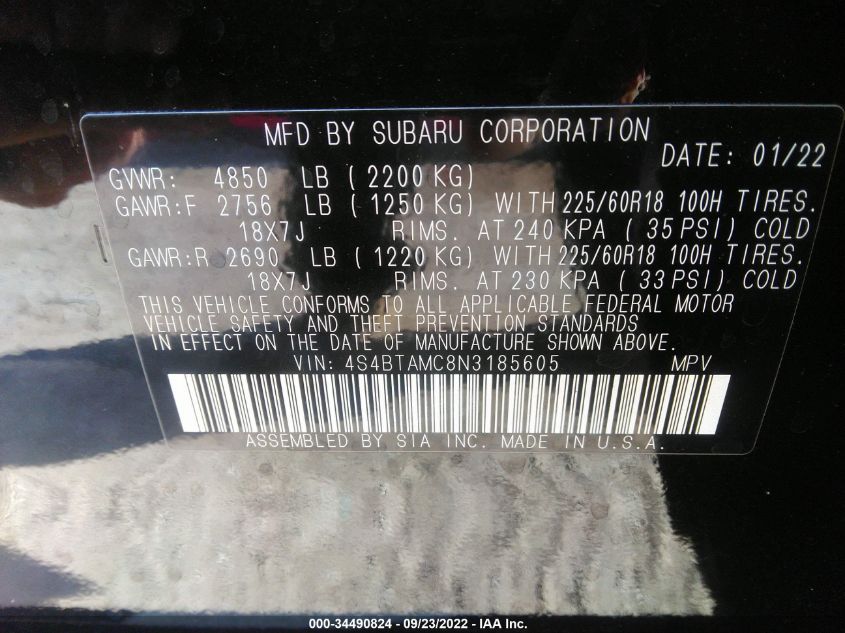 MFD BY SUBARU CORPORATION
DATE: 01/22
GVWR: 4850 LB ( 2200 KG)
GAWR:F 2756 LB ( 1250 KG) WITH 225/60R18 100H TIRES.
18X7J RIMS. AT 240 KPA ( 35 PSI) COLD
GAWR:R 2690 LB ( 1220 KG) WITH 225/60R18 100H TIRES.
18X7J RIMS. AT 230 KPA ( 33 PSI) COLD
THIS VEHICLE CONFORMS TO ALL APPLICABLE FEDERAL MOTOR
VEHICLE SAFETY AND THEFT PREVENTION STANDARDS
IN EFFECT ON THE DATE OF MANUFACTURE SHOWN ABOVE.
VIN: 4S4BTAMC8N3185605 MPV
ASSEMBLED BY SIA INC. MADE IN U.S.A.
000-34490824 - 09/23/2022 - IAA Inc.